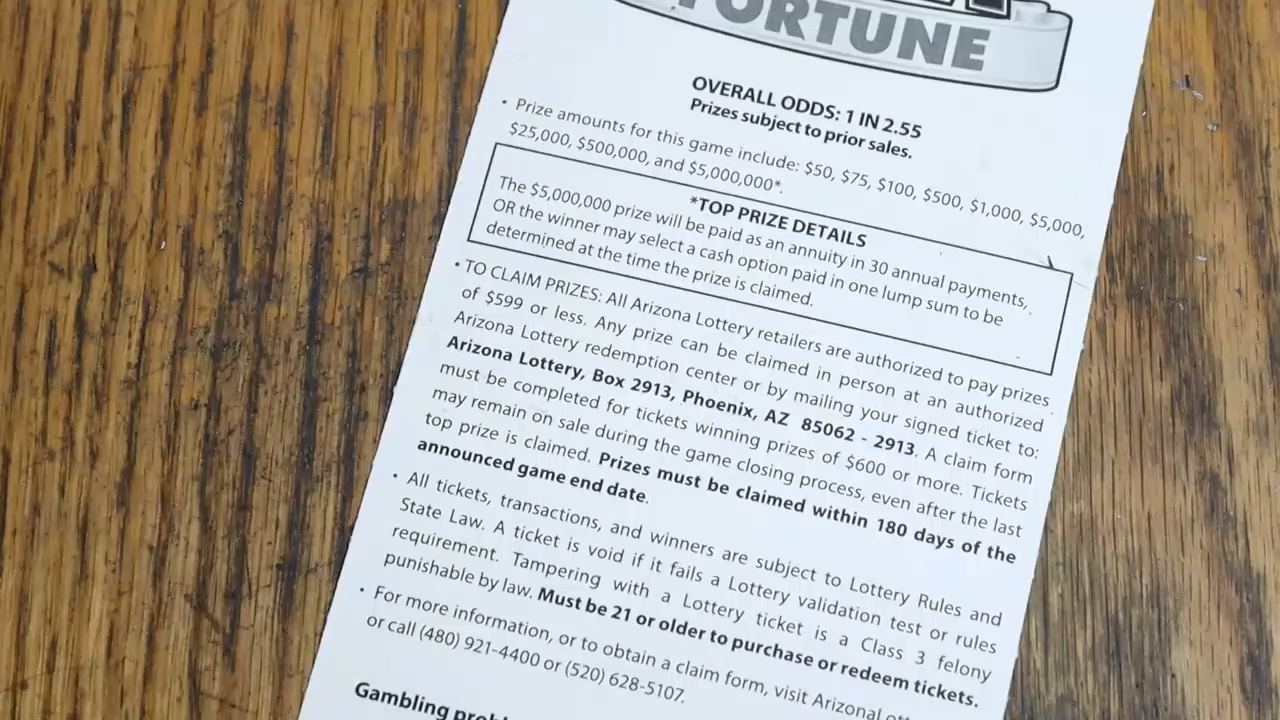 FORTUNE
OVERALL ODDS: 1 IN 2.55
Prizes subject to prior sales.
• Prize amounts for this game include: $50, $75, $100, $500, $1,000, $5,000,
$25,000, $500,000, and $5,000,000*.
*TOP PRIZE DETAILS
The $5,000,000 prize will be paid as an annuity in 30 annual payments,
OR the winner may select a cash option paid in one lump sum to be
determined at the time the prize is claimed.
• TO CLAIM PRIZES: All Arizona Lottery retailers are authorized to pay prizes
of $599 or less. Any prize can be claimed in person at an authorized
Arizona Lottery redemption center or by mailing your signed ticket to:
Arizona Lottery, Box 2913, Phoenix, AZ 85062 - 2913. A claim form
must be completed for tickets winning prizes of $600 or more. Tickets
may remain on sale during the game closing process, even after the last
top prize is claimed. Prizes must be claimed within 180 days of the
announced game end date.
• All tickets, transactions, and winners are subject to Lottery Rules and
State Law. A ticket is void if it fails a Lottery validation test or rules
requirement. Tampering with a Lottery ticket is a Class 3 felony
punishable by law. Must be 21 or older to purchase or redeem tickets.
• For more information, or to obtain a claim form, visit Arizonal
or call (480) 921-4400 or (520) 628-5107.
Gambling